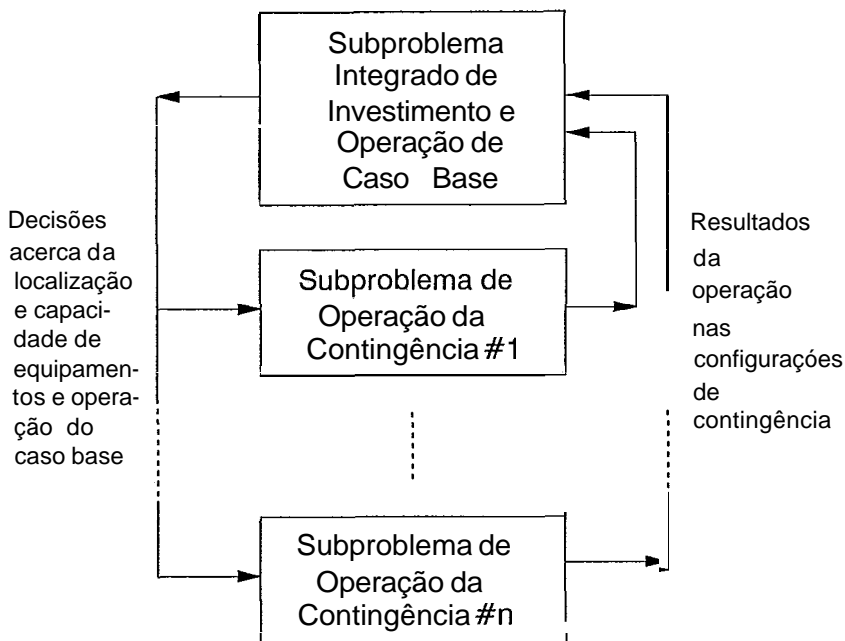 Subproblema
Integrado de
Investimento e
Operação de
Caso Base
Decisões
acerca da
localização
e capaci-
dade de
equipamen-
tos e opera-
ção do
caso base
Subproblema de
Operação da
Contingência #1
Resultados
da
operação
nas
configuraçóes
de
contingência
Subproblema de
Operação da
Contingência #n